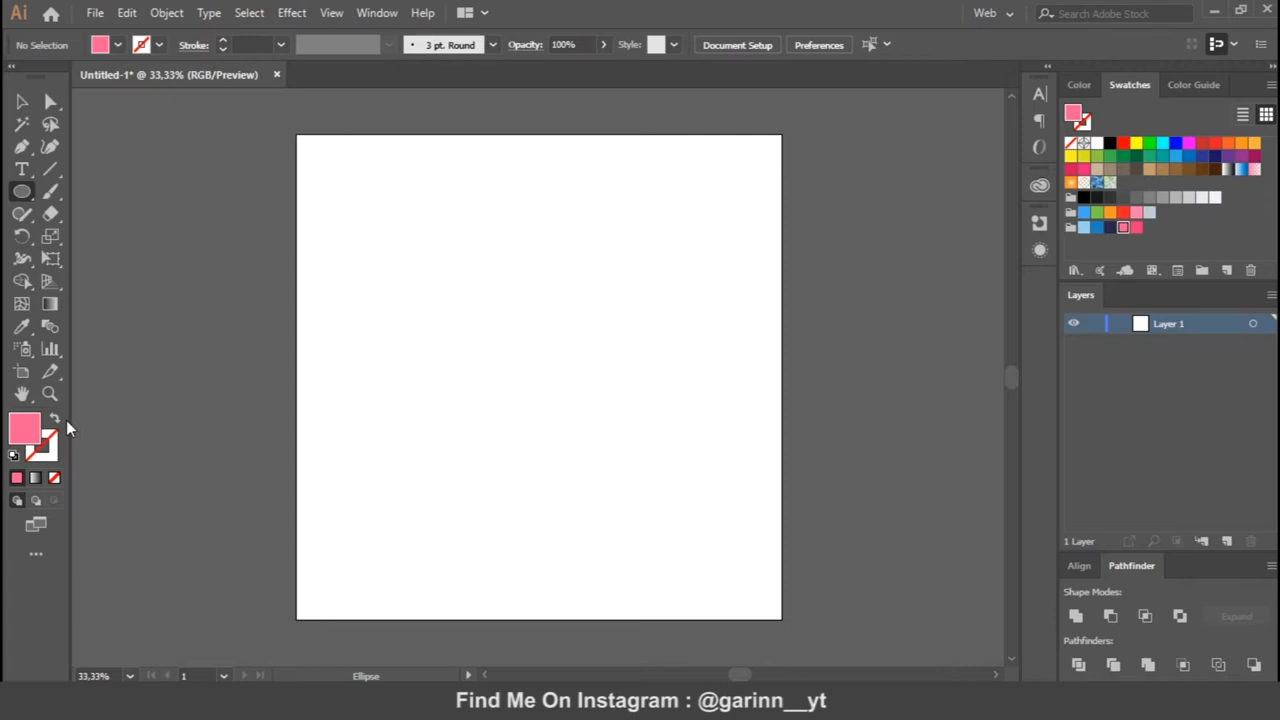 Ai File Edit Object Type Select Effect View Window Help Web Search Adobe Stock
No Selection Stroke: 3 pt. Round Opacity: 100% Style: Document Setup Preferences
Untitled-1* @ 33,33% (RGB/Preview)
Color Swatches Color Guide
Layers
Layer 1
1 Layer
Align Pathfinder
Shape Modes:
Expand
Pathfinders:
33,33% 1 Ellipse
Find Me On Instagram : @garinn__yt